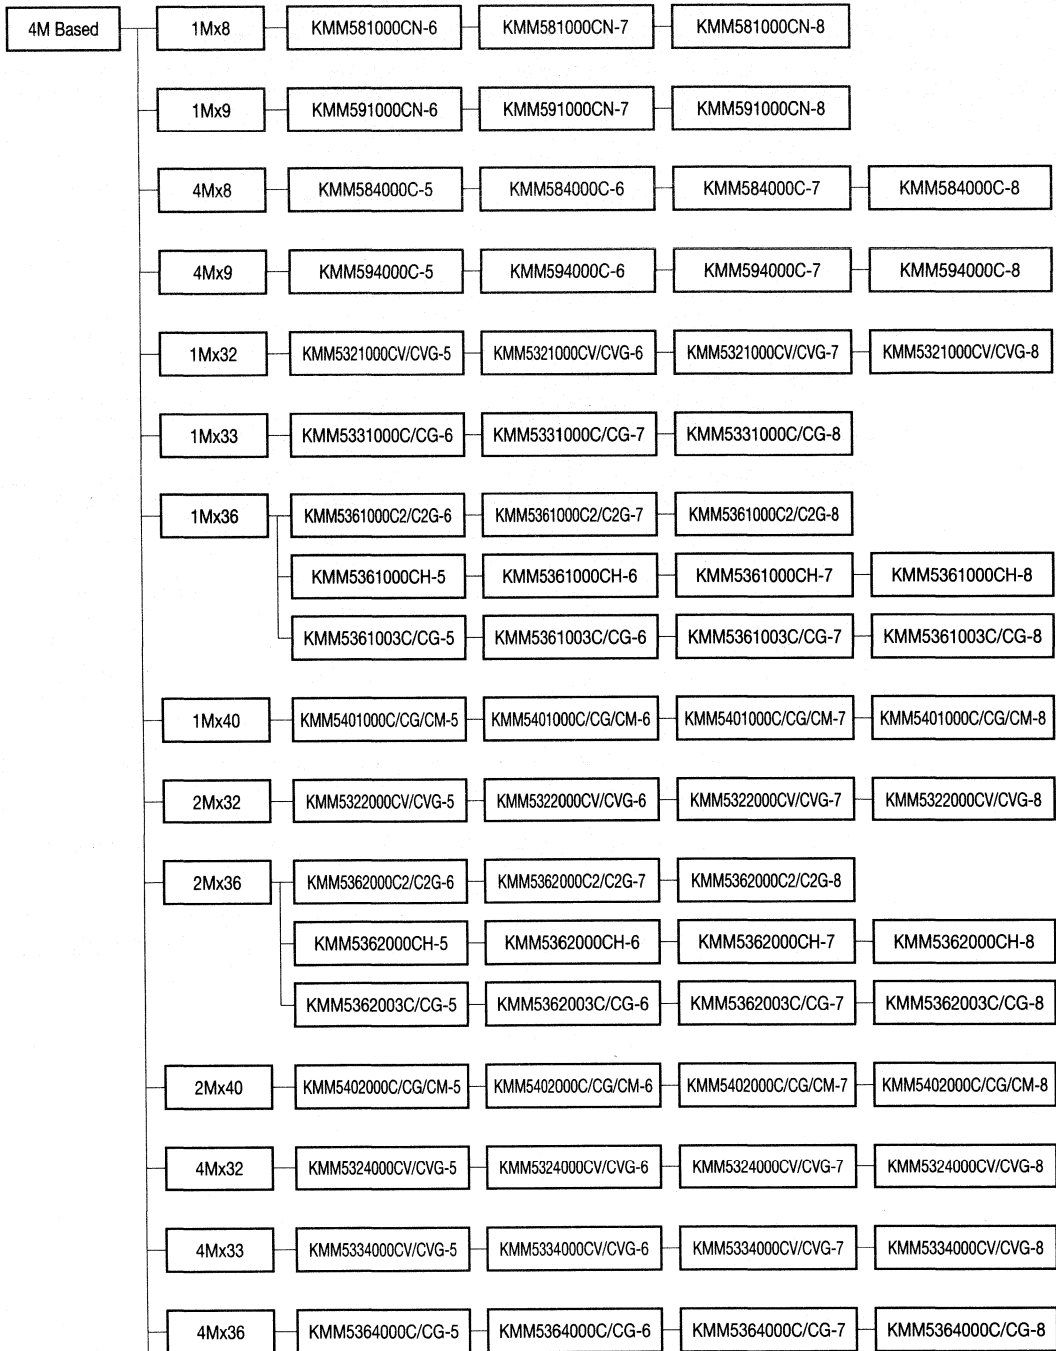 4M Based 1Mx8 KMM581000CN-6 KMM581000CN-7 KMM581000CN-8
1Mx9 KMM591000CN-6 KMM591000CN-7 KMM591000CN-8
4Mx8 KMM584000C-5 KMM584000C-6 KMM584000C-7 KMM584000C-8
4Mx9 KMM594000C-5 KMM594000C-6 KMM594000C-7 KMM594000C-8
1Mx32 KMM5321000CV/CVG-5 KMM5321000CV/CVG-6 KMM5321000CV/CVG-7 KMM5321000CV/CVG-8
1Mx33 KMM5331000C/CG-6 KMM5331000C/CG-7 KMM5331000C/CG-8
1Mx36 KMM5361000C2/C2G-6 KMM5361000C2/C2G-7 KMM5361000C2/C2G-8
KMM5361000CH-5 KMM5361000CH-6 KMM5361000CH-7 KMM5361000CH-8
KMM5361003C/CG-5 KMM5361003C/CG-6 KMM5361003C/CG-7 KMM5361003C/CG-8
1Mx40 KMM5401000C/CG/CM-5 KMM5401000C/CG/CM-6 KMM5401000C/CG/CM-7 KMM5401000C/CG/CM-8
2Mx32 KMM5322000CV/CVG-5 KMM5322000CV/CVG-6 KMM5322000CV/CVG-7 KMM5322000CV/CVG-8
2Mx36 KMM5362000C2/C2G-6 KMM5362000C2/C2G-7 KMM5362000C2/C2G-8
KMM5362000CH-5 KMM5362000CH-6 KMM5362000CH-7 KMM5362000CH-8
KMM5362003C/CG-5 KMM5362003C/CG-6 KMM5362003C/CG-7 KMM5362003C/CG-8
2Mx40 KMM5402000C/CG/CM-5 KMM5402000C/CG/CM-6 KMM5402000C/CG/CM-7 KMM5402000C/CG/CM-8
4Mx32 KMM5324000CV/CVG-5 KMM5324000CV/CVG-6 KMM5324000CV/CVG-7 KMM5324000CV/CVG-8
4Mx33 KMM5334000CV/CVG-5 KMM5334000CV/CVG-6 KMM5334000CV/CVG-7 KMM5334000CV/CVG-8
4Mx36 KMM5364000C/CG-5 KMM5364000C/CG-6 KMM5364000C/CG-7 KMM5364000C/CG-8